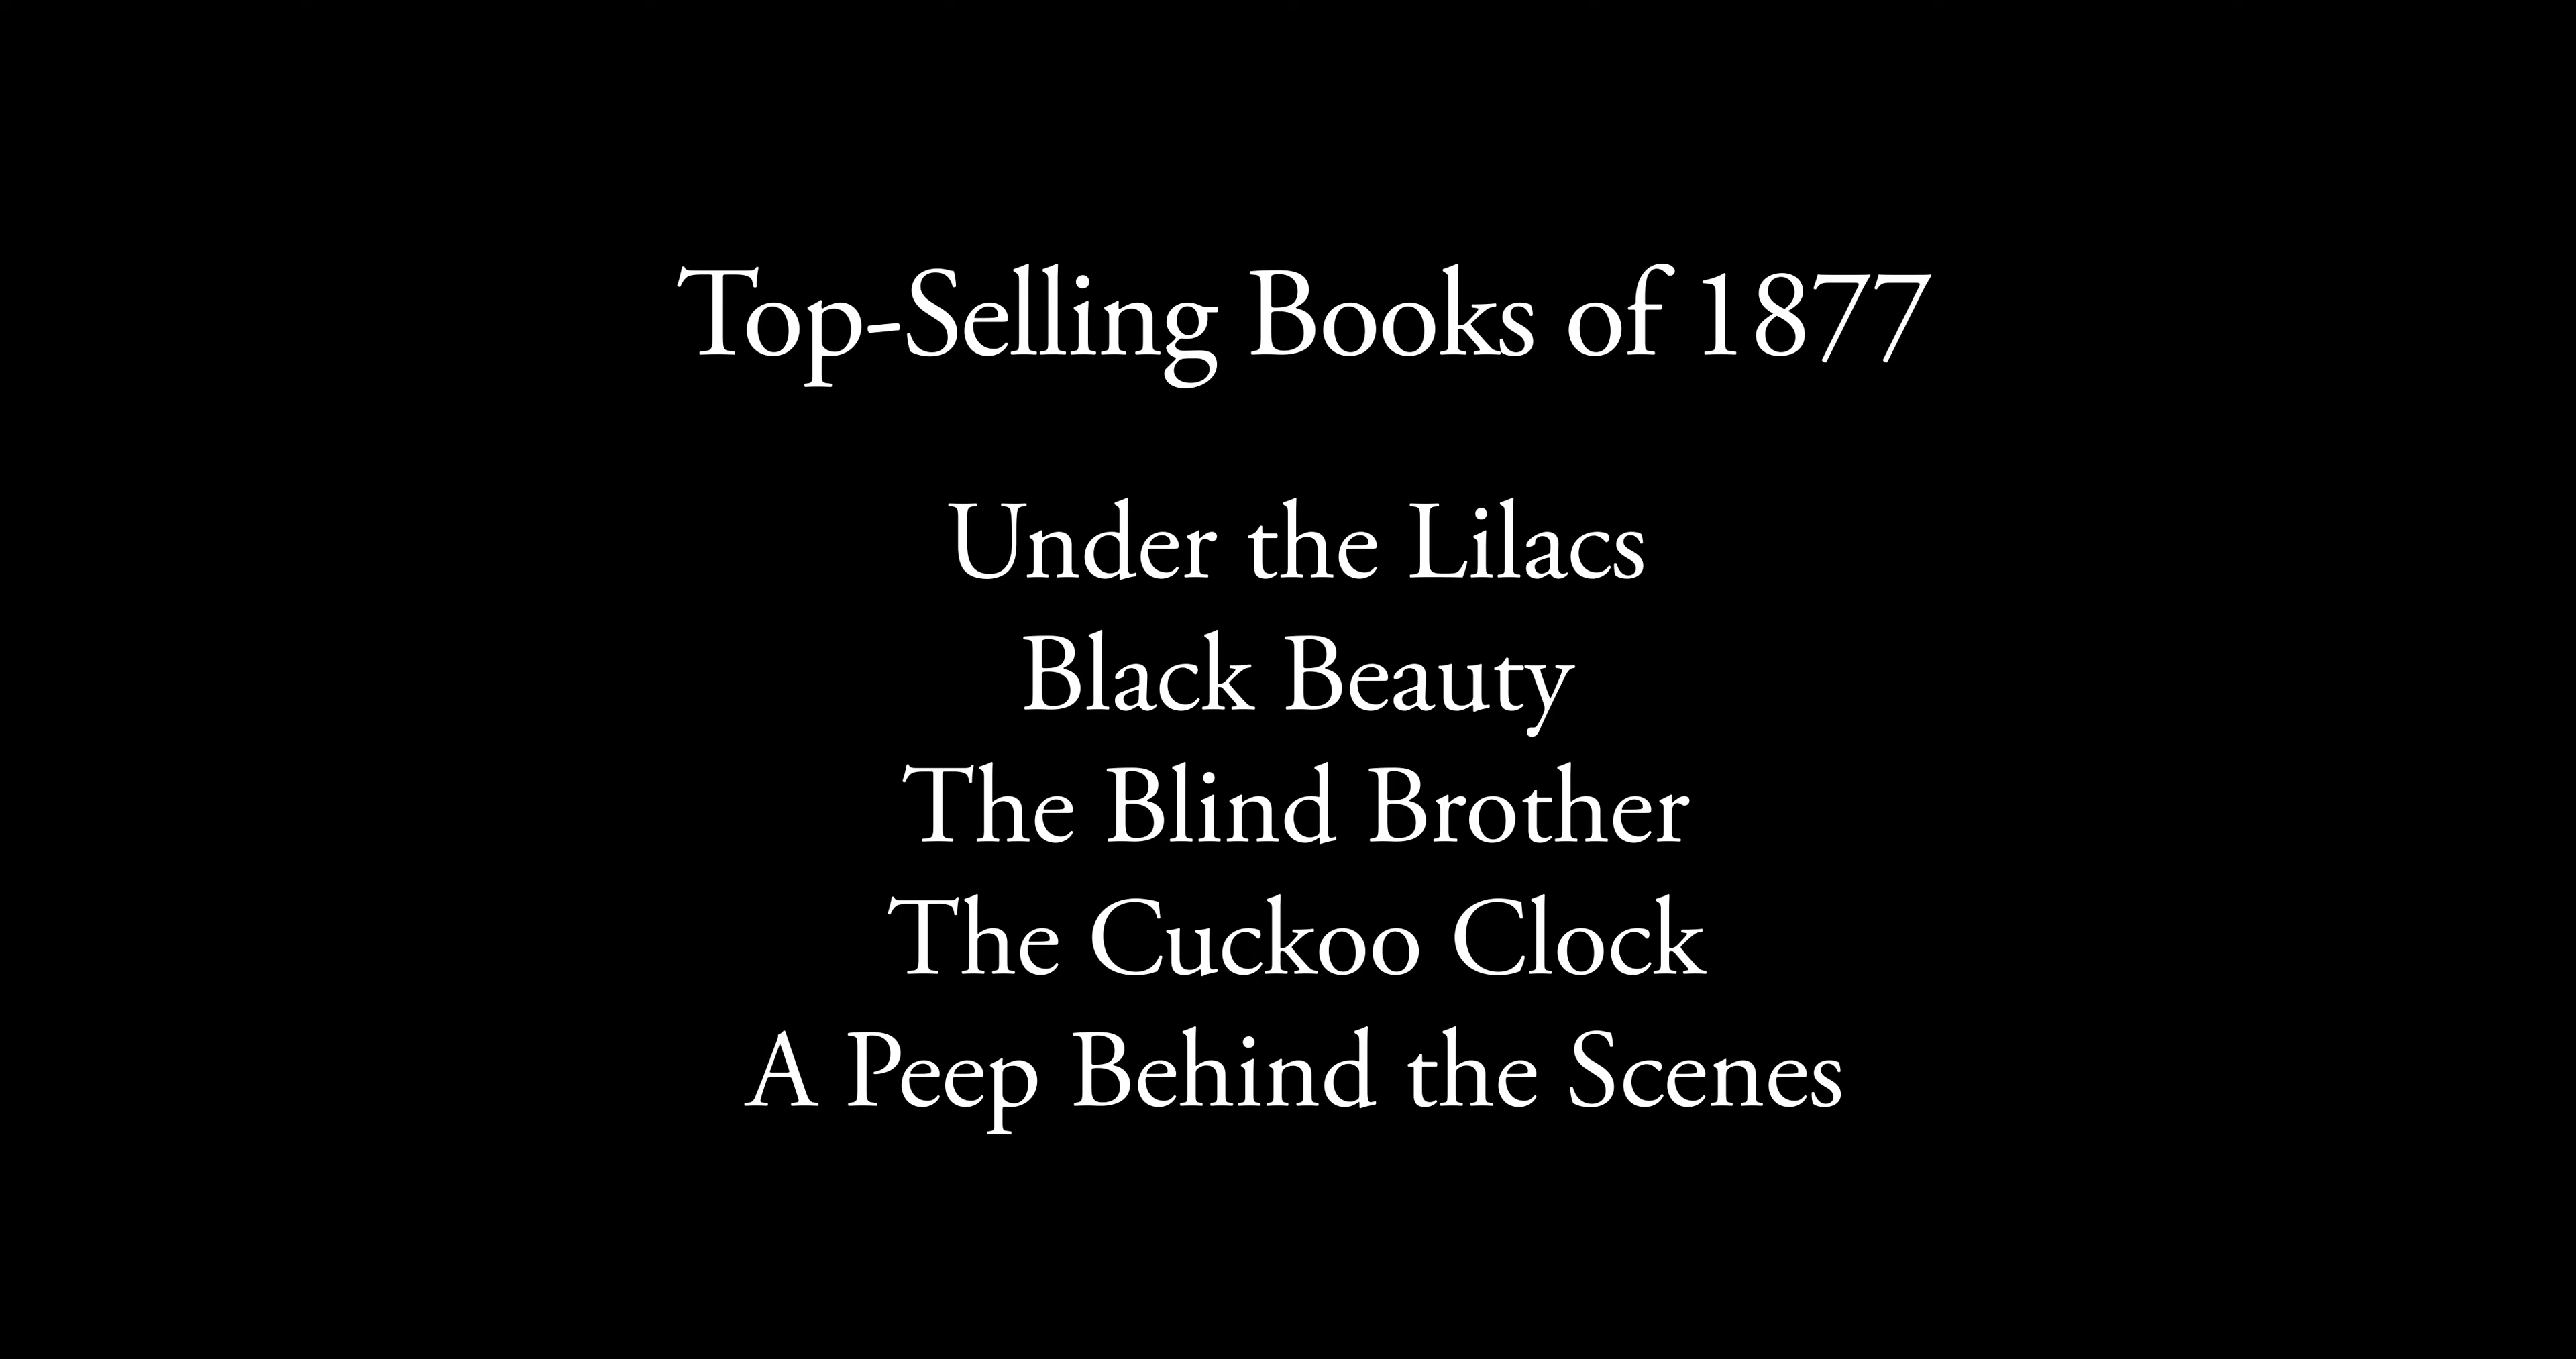 Top-Selling Books of 1877
Under the Lilacs
Black Beauty
The Blind Brother
The Cuckoo Clock
A Peep Behind the Scenes